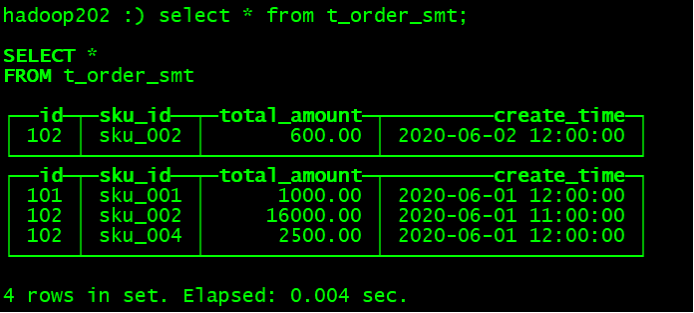 hadoop202 :) select * from t_order_smt;
SELECT *
FROM t_order_smt
id sku_id total_amount create_time
102 sku_002 600.00 2020-06-02 12:00:00
id sku_id total_amount create_time
101 sku_001 1000.00 2020-06-01 12:00:00
102 sku_002 16000.00 2020-06-01 11:00:00
102 sku_004 2500.00 2020-06-01 12:00:00
4 rows in set. Elapsed: 0.004 sec.